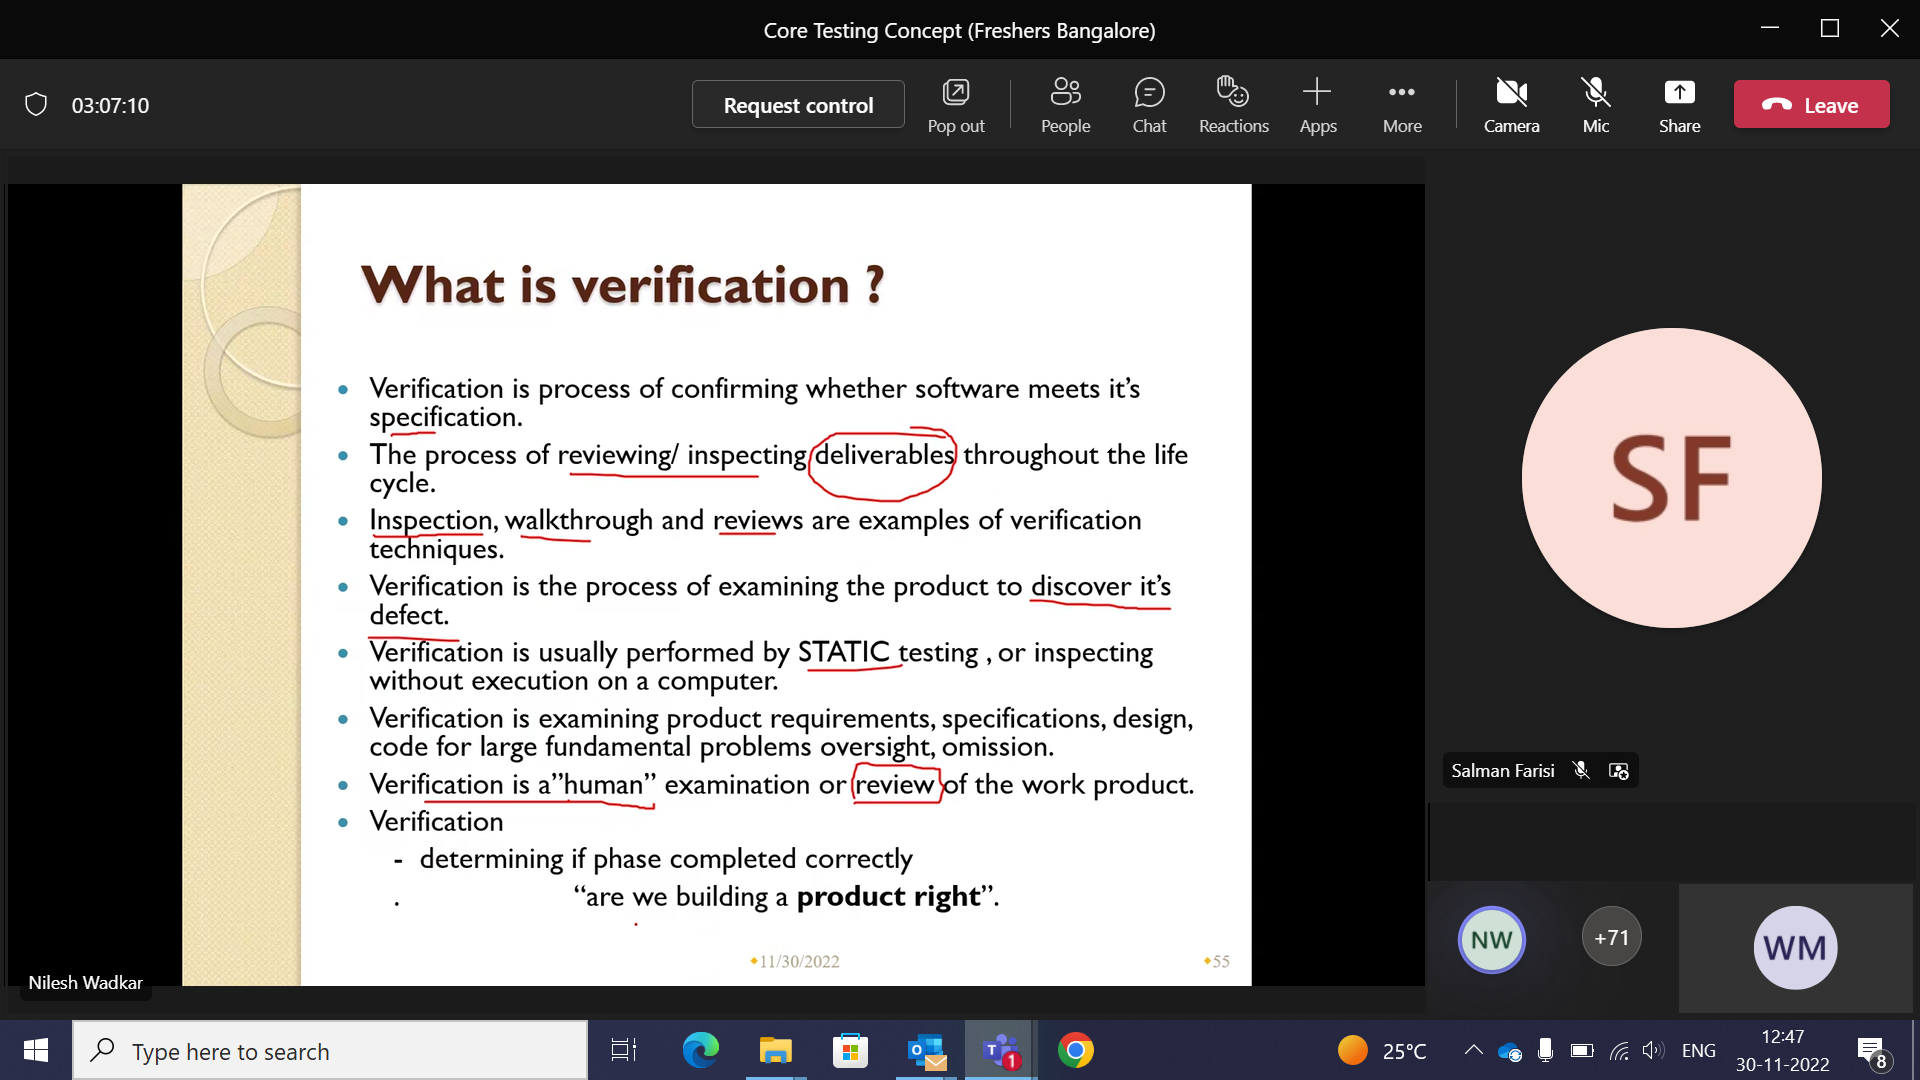 Core Testing Concept (Freshers Bangalore)
03:07:10
Request control
Pop out
People
Chat
Reactions
Apps
More
Camera
Mic
Share
Leave
What is verification ?
• Verification is process of confirming whether software meets it’s
specification.
• The process of reviewing/ inspecting deliverables throughout the life
cycle.
• Inspection, walkthrough and reviews are examples of verification
techniques.
• Verification is the process of examining the product to discover it’s
defect.
• Verification is usually performed by STATIC testing , or inspecting
without execution on a computer.
• Verification is examining product requirements, specifications, design,
code for large fundamental problems oversight, omission.
• Verification is a”human” examination or review of the work product.
• Verification
- determining if phase completed correctly
. “are we building a product right”.
11/30/2022
55
Nilesh Wadkar
SF
Salman Farisi
NW
+71
WM
Type here to search
1
25°C
ENG
12:47
30-11-2022
8